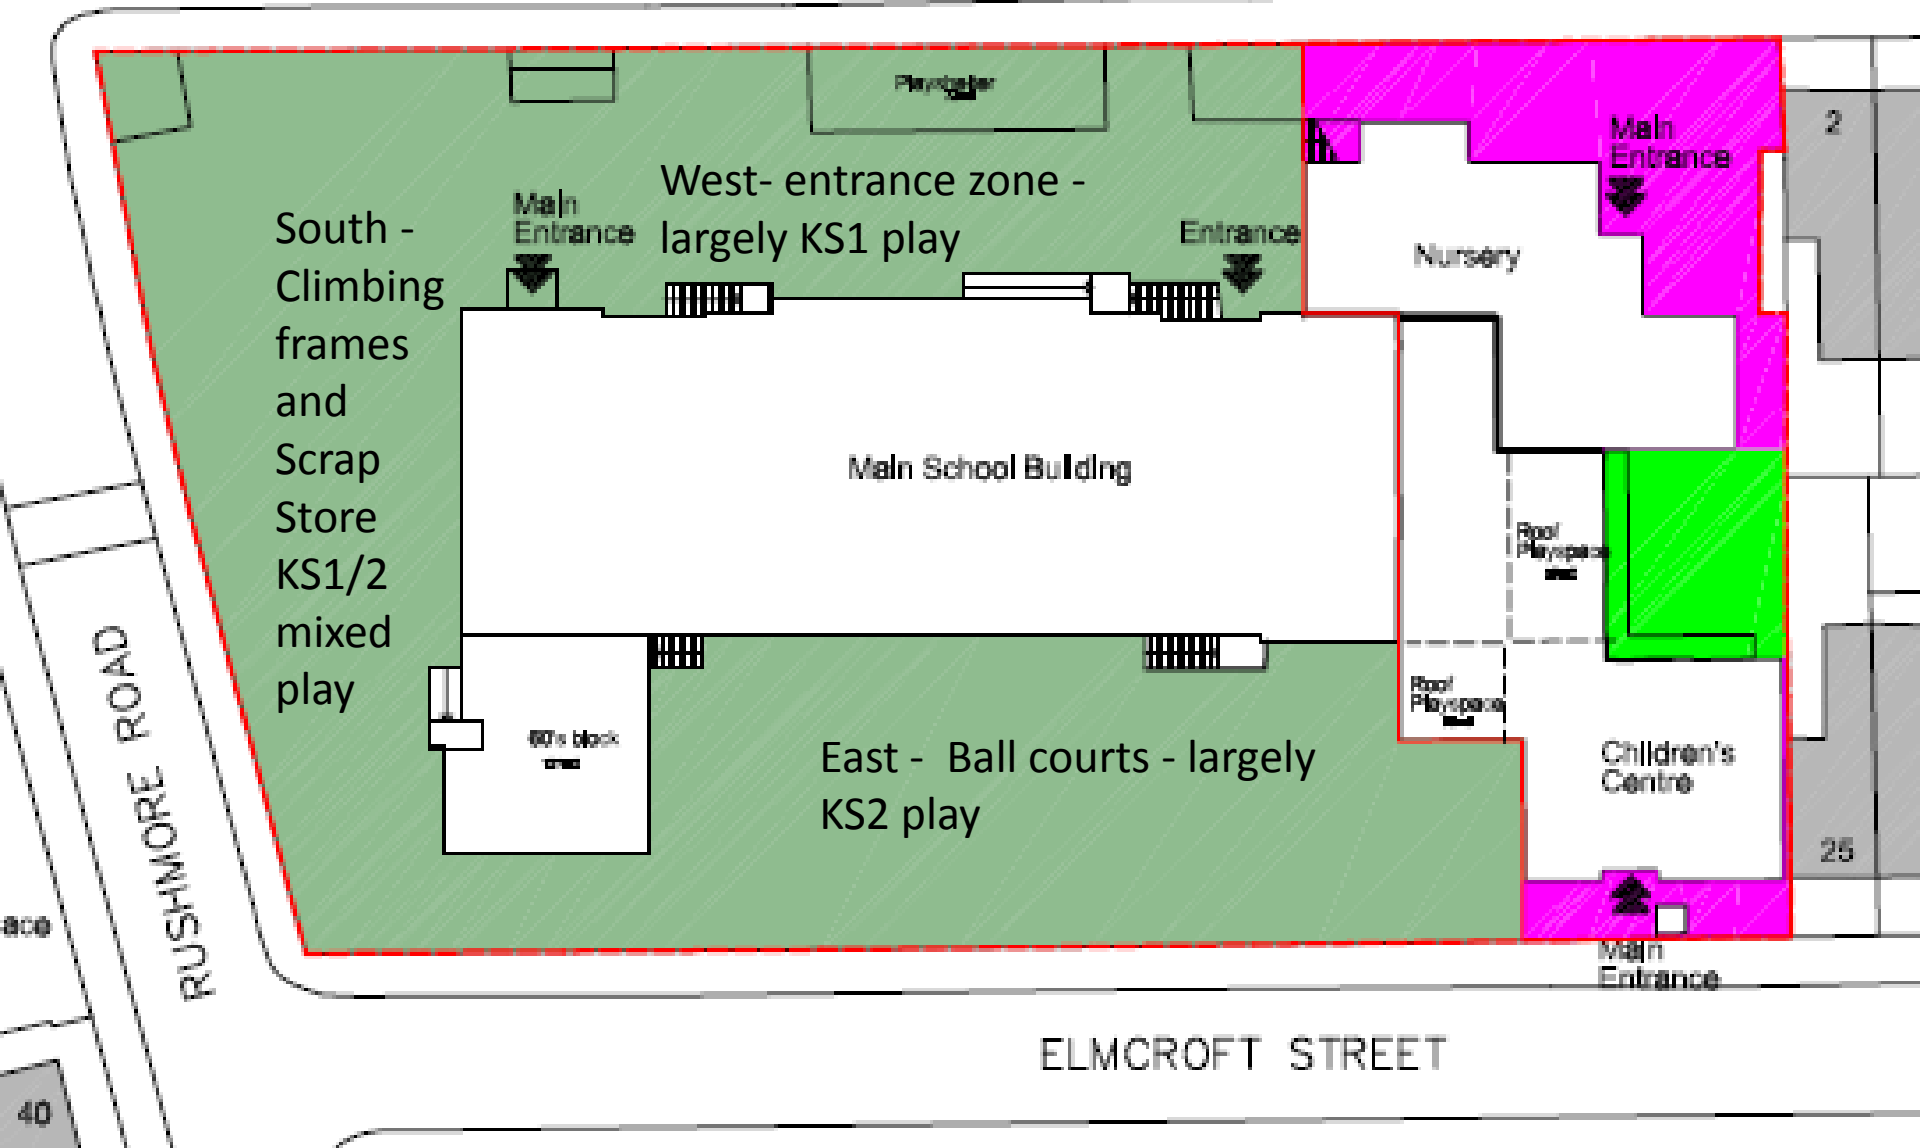 Playshelter
2
Main
Entrance
West- entrance zone -
largely KS1 play
Main
Entrance
South -
Climbing
frames
and
Scrap
Store
KS1/2
mixed
play
Entrance
Nursery
Main School Building
Roof
Playspace
Roof
Playspace
60's block
East -  Ball courts - largely
KS2 play
Children's
Centre
25
RUSHMORE ROAD
ace
Main
Entrance
ELMCROFT STREET
40